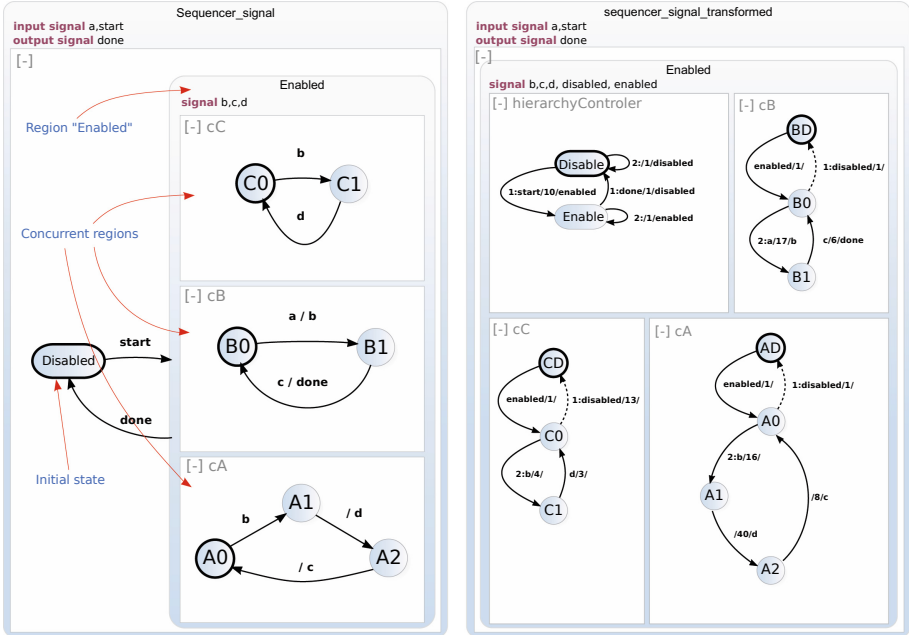 Sequencer_signal
input signal a,start
output signal done
[-]
Enabled
signal b,c,d
Region "Enabled"
[-] cC
b
C0
C1
d
Concurrent regions
[-] cB
a / b
B0
B1
c / done
start
Disabled
done
Initial state
[-] cA
A1
b
/ d
A0
A2
/ c
sequencer_signal_transformed
input signal a,start
output signal done
[-]
Enabled
signal b,c,d, disabled, enabled
[-] hierarchyControler
Disable
2:/1/disabled
1:start/10/enabled
1:done/1/disabled
Enable
2:/1/enabled
[-] cB
BD
enabled/1/
1:disabled/1/
B0
2:a/17/b
c/6/done
B1
[-] cC
CD
enabled/1/
1:disabled/13/
C0
2:b/4/
d/3/
C1
[-] cA
AD
enabled/1/
1:disabled/1/
A0
2:b/16/
A1
/8/c
/40/d
A2